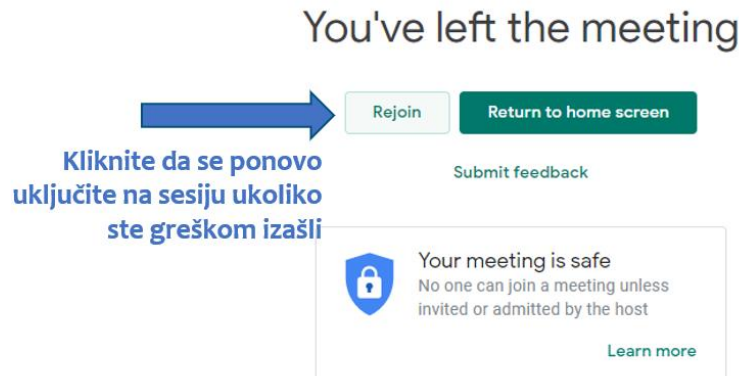 You've left the meeting
Rejoin
Return to home screen
Kliknite da se ponovo
uključite na sesiju ukoliko
ste greškom izašli
Submit feedback
Your meeting is safe
No one can join a meeting unless
invited or admitted by the host
Learn more